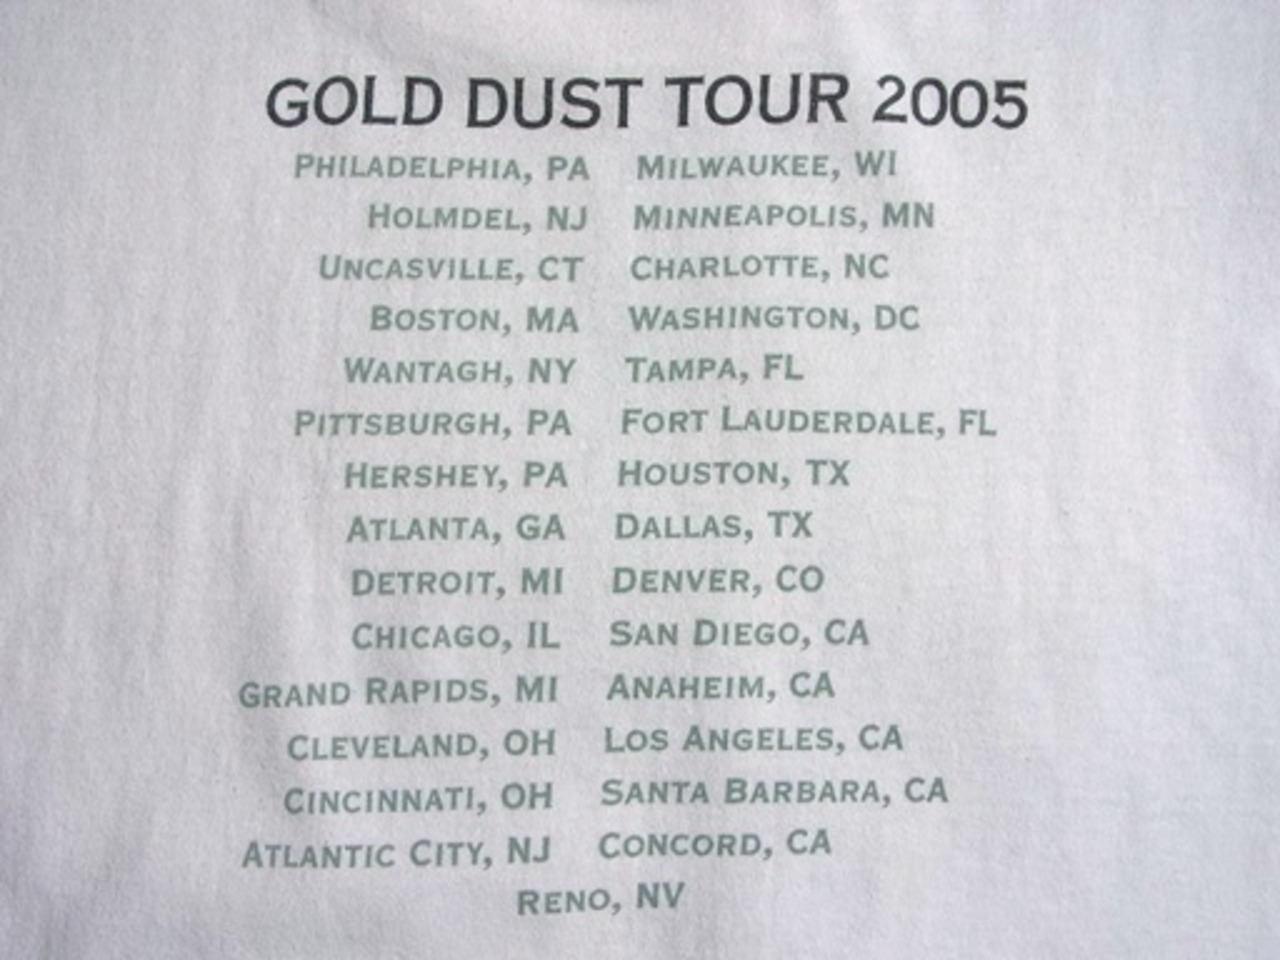 GOLD DUST TOUR 2005
PHILADELPHIA, PA MILWAUKEE, WI
HOLMDEL, NJ MINNEAPOLIS, MN
UNCASVILLE, CT CHARLOTTE, NC
BOSTON, MA WASHINGTON, DC
WANTAGH, NY TAMPA, FL
PITTSBURGH, PA FORT LAUDERDALE, FL
HERSHEY, PA HOUSTON, TX
ATLANTA, GA DALLAS, TX
DETROIT, MI DENVER, CO
CHICAGO, IL SAN DIEGO, CA
GRAND RAPIDS, MI ANAHEIM, CA
CLEVELAND, OH LOS ANGELES, CA
CINCINNATI, OH SANTA BARBARA, CA
ATLANTIC CITY, NJ CONCORD, CA
RENO, NV